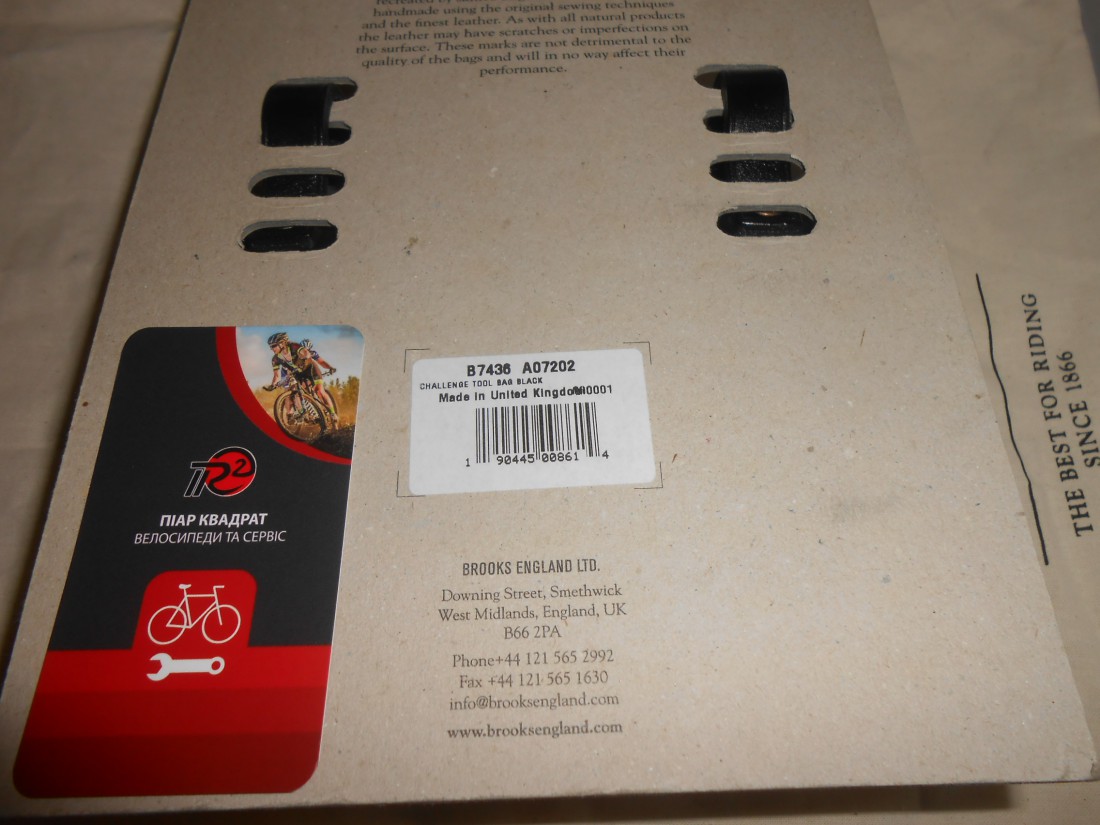 recreated by
handmade using the original sewing techniques
and the finest leather. As with all natural products
the leather may have scratches or imperfections on
the surface. These marks are not detrimental to the
quality of the bags and will in no way affect their
performance.
B7436 A07202
CHALLENGE TOOL BAG BLACK
Made in United Kingdom
1 90445 00861 4
ПІАР КВАДРАТ
ВЕЛОСИПЕДИ ТА СЕРВІС
BROOKS ENGLAND LTD.
Downing Street, Smethwick
West Midlands, England, UK
B66 2PA
Phone+44 121 565 2992
Fax +44 121 565 1630
info@brooksengland.com
www.brooksengland.com
THE BEST FOR RIDING
SINCE 1866